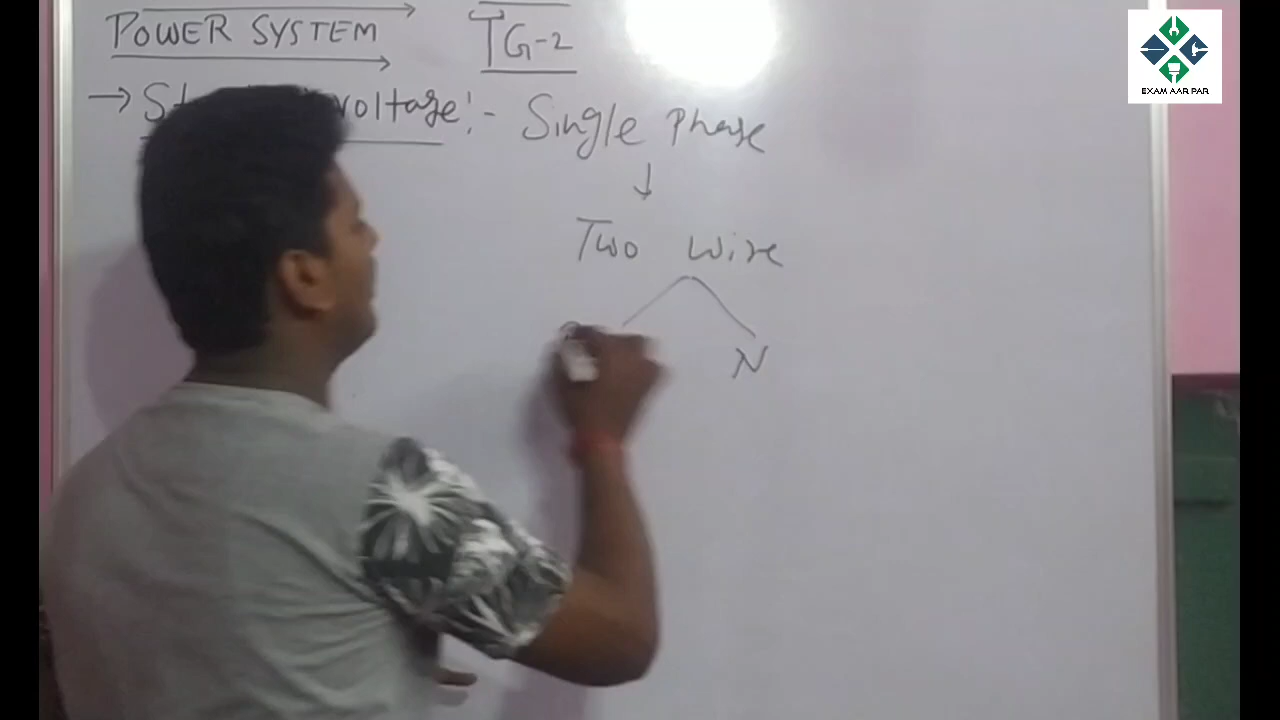 POWER SYSTEM TG-2
→ voltage:- Single Phase
↓
Two wire
N
EXAM AAR PAR